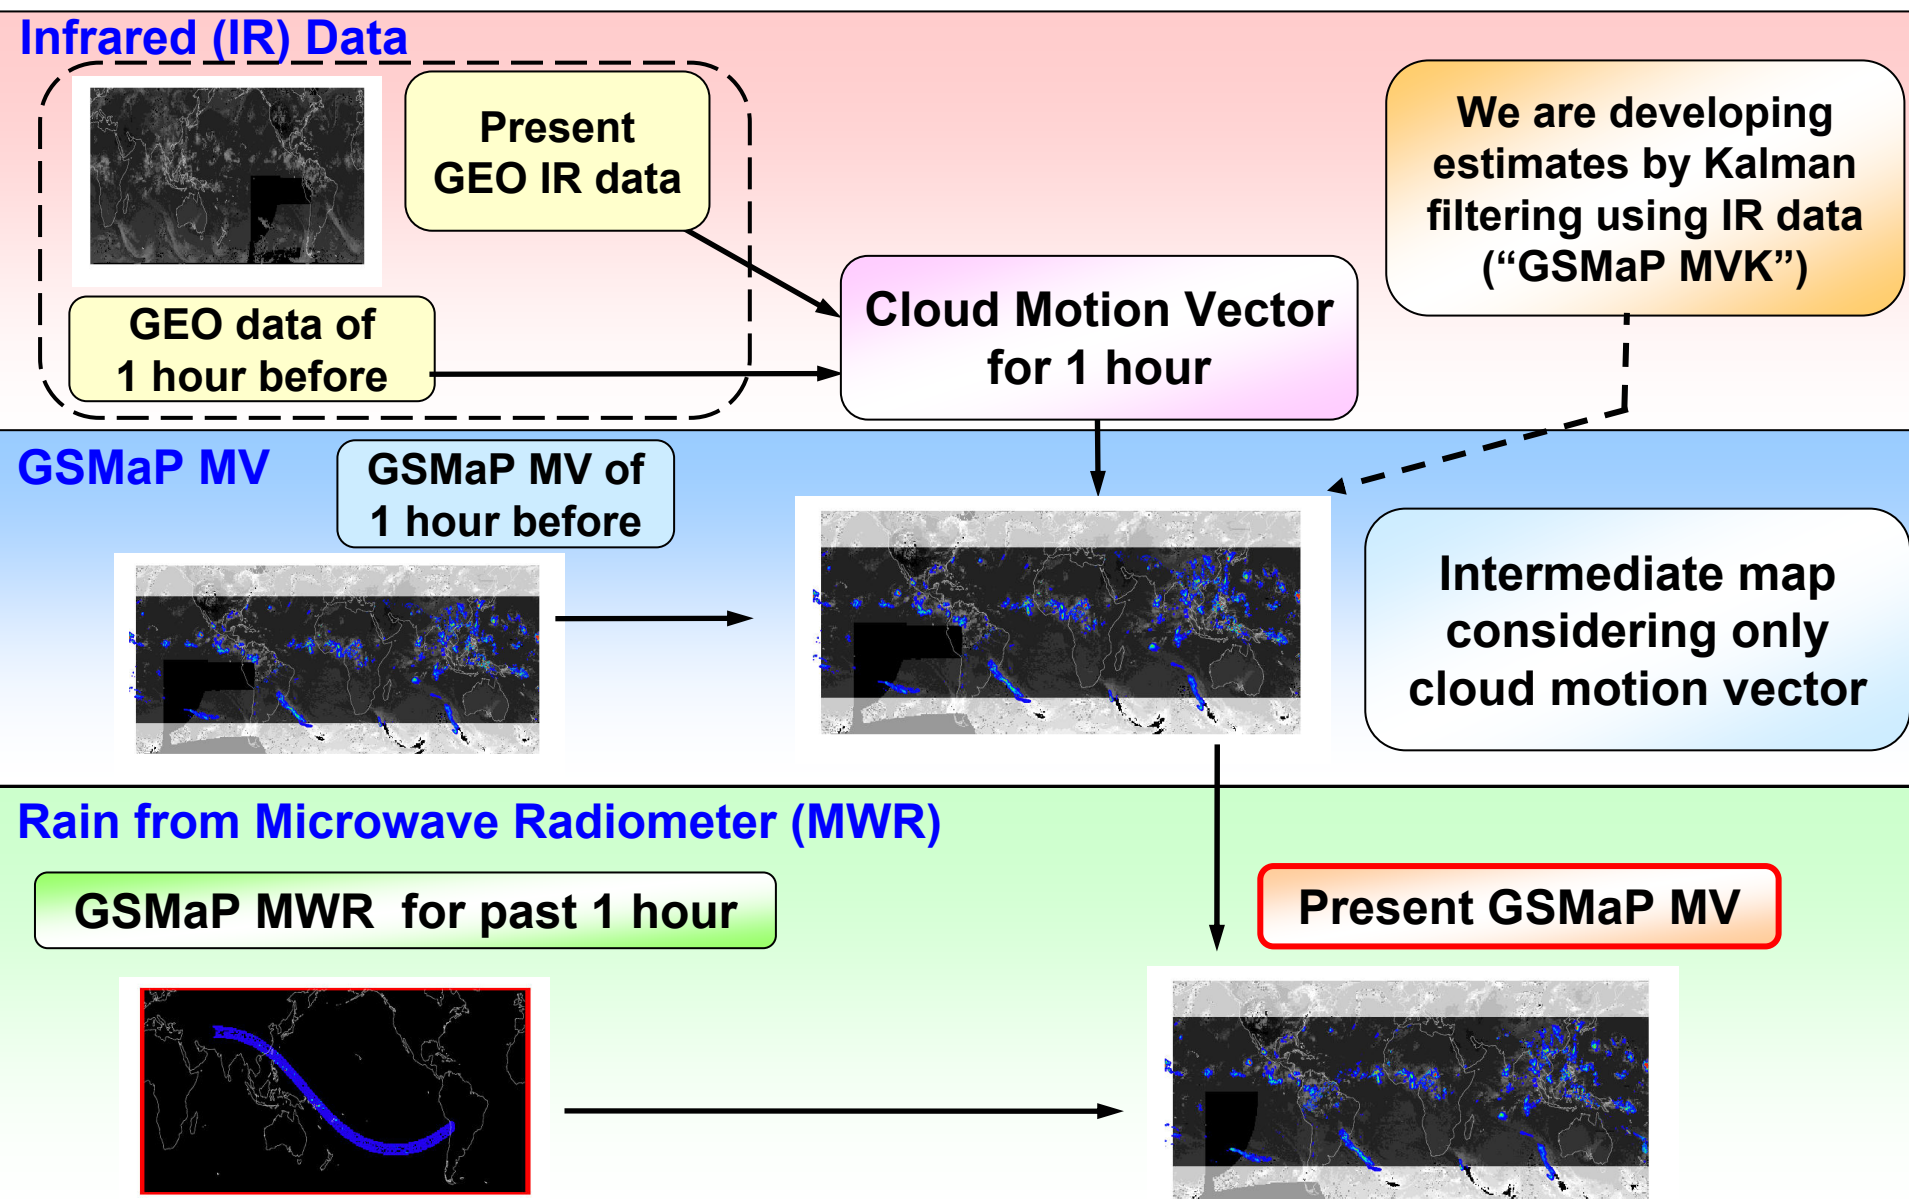 Infrared (IR) Data
Present
GEO IR data
GEO data of
1 hour before
Cloud Motion Vector
for 1 hour
We are developing
estimates by Kalman
filtering using IR data
(“GSMaP MVK”)
GSMaP MV
GSMaP MV of
1 hour before
Intermediate map
considering only
cloud motion vector
Rain from Microwave Radiometer (MWR)
GSMaP MWR  for past 1 hour
Present GSMaP MV